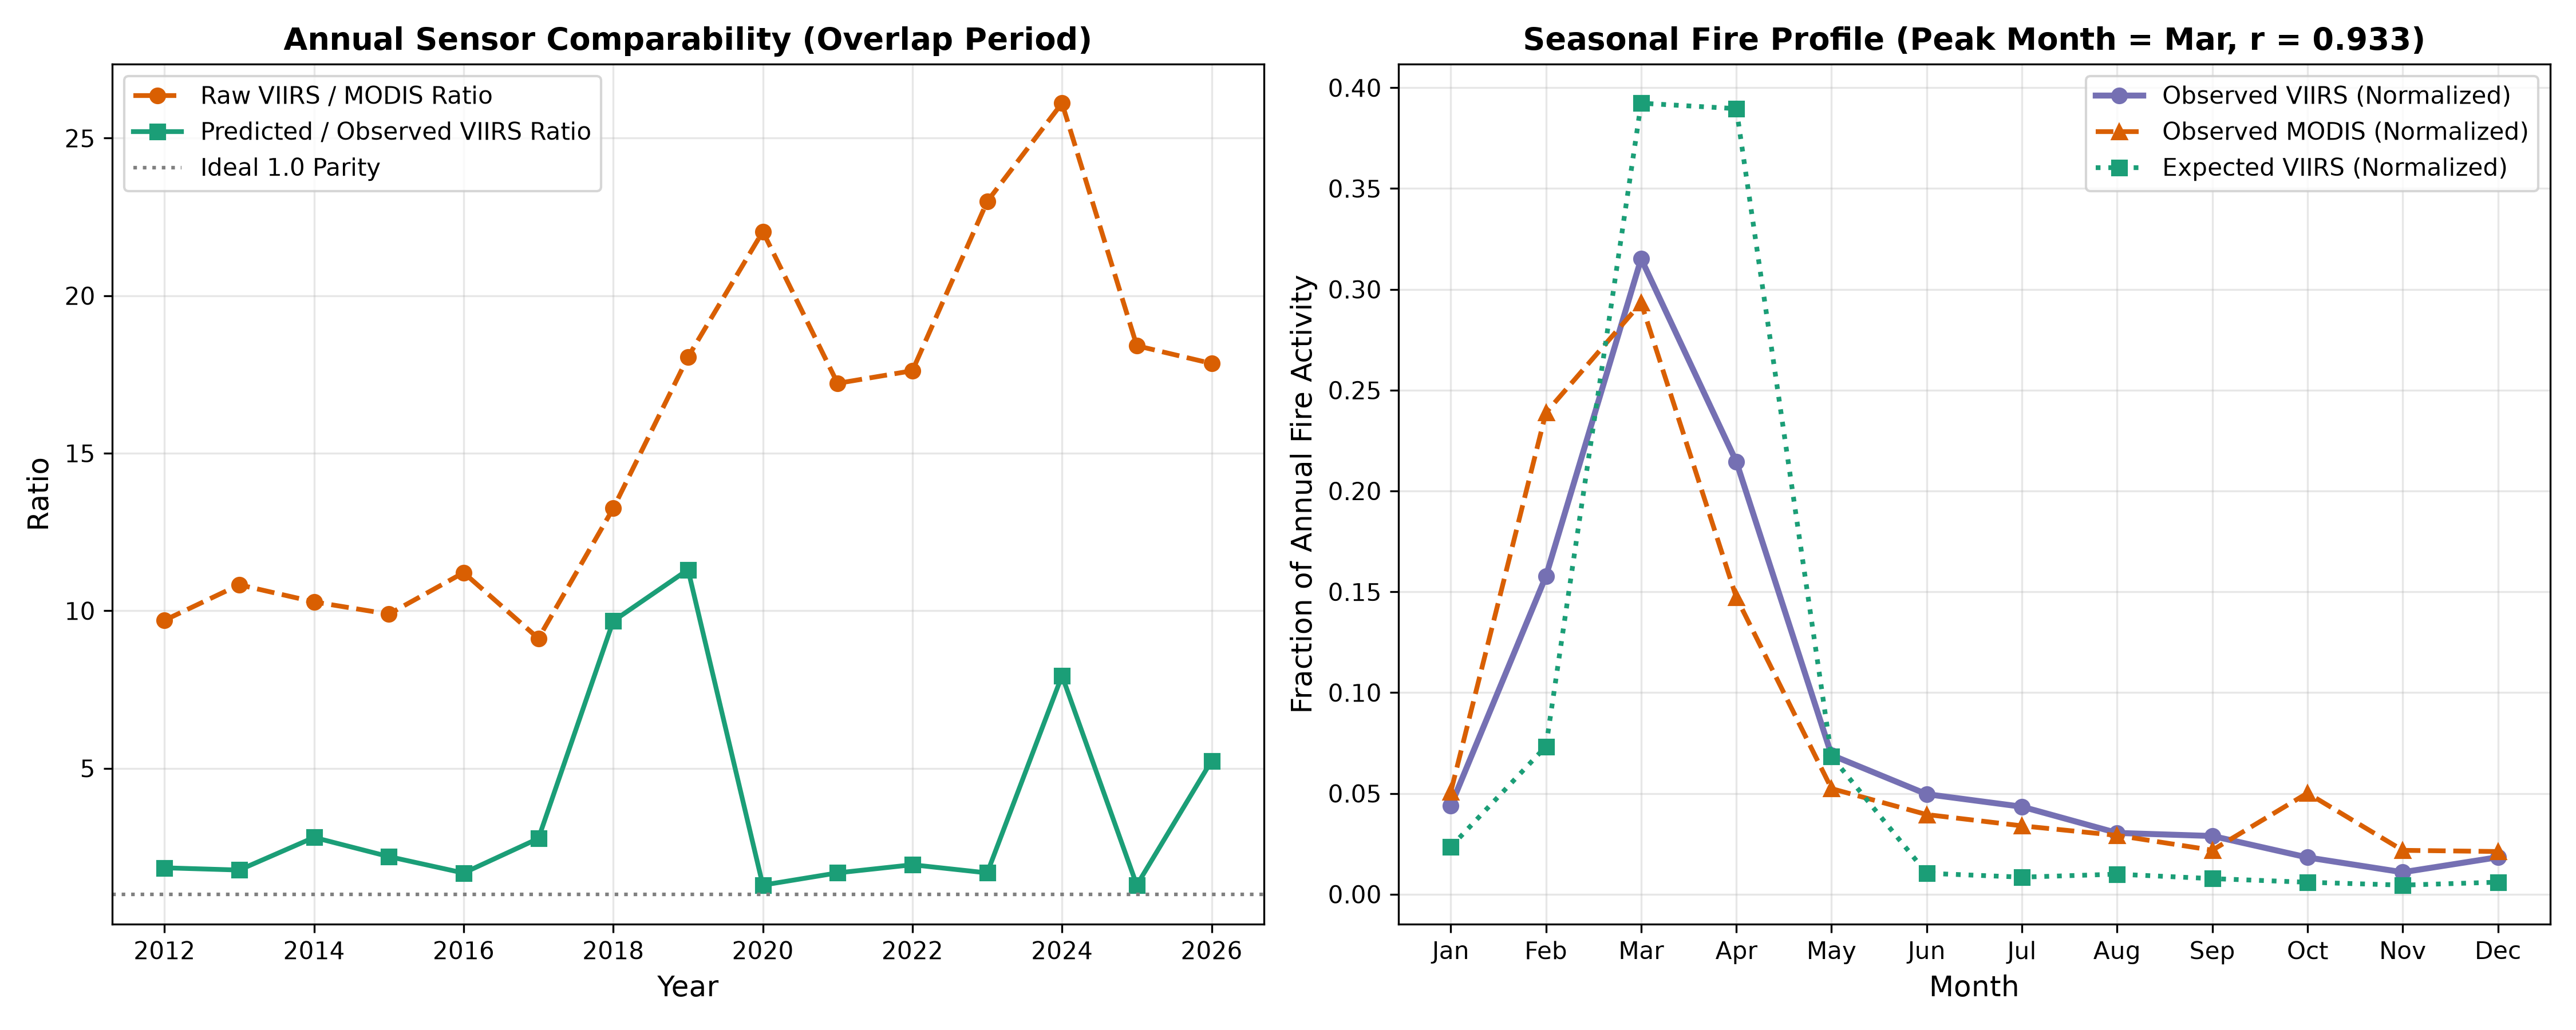 Annual Sensor Comparability (Overlap Period)
Raw VIIRS / MODIS Ratio
Predicted / Observed VIIRS Ratio
Ideal 1.0 Parity
Ratio
25
20
15
10
5
2012 2014 2016 2018 2020 2022 2024 2026
Year
Seasonal Fire Profile (Peak Month = Mar, r = 0.933)
Observed VIIRS (Normalized)
Observed MODIS (Normalized)
Expected VIIRS (Normalized)
Fraction of Annual Fire Activity
0.40
0.35
0.30
0.25
0.20
0.15
0.10
0.05
0.00
Jan Feb Mar Apr May Jun Jul Aug Sep Oct Nov Dec
Month